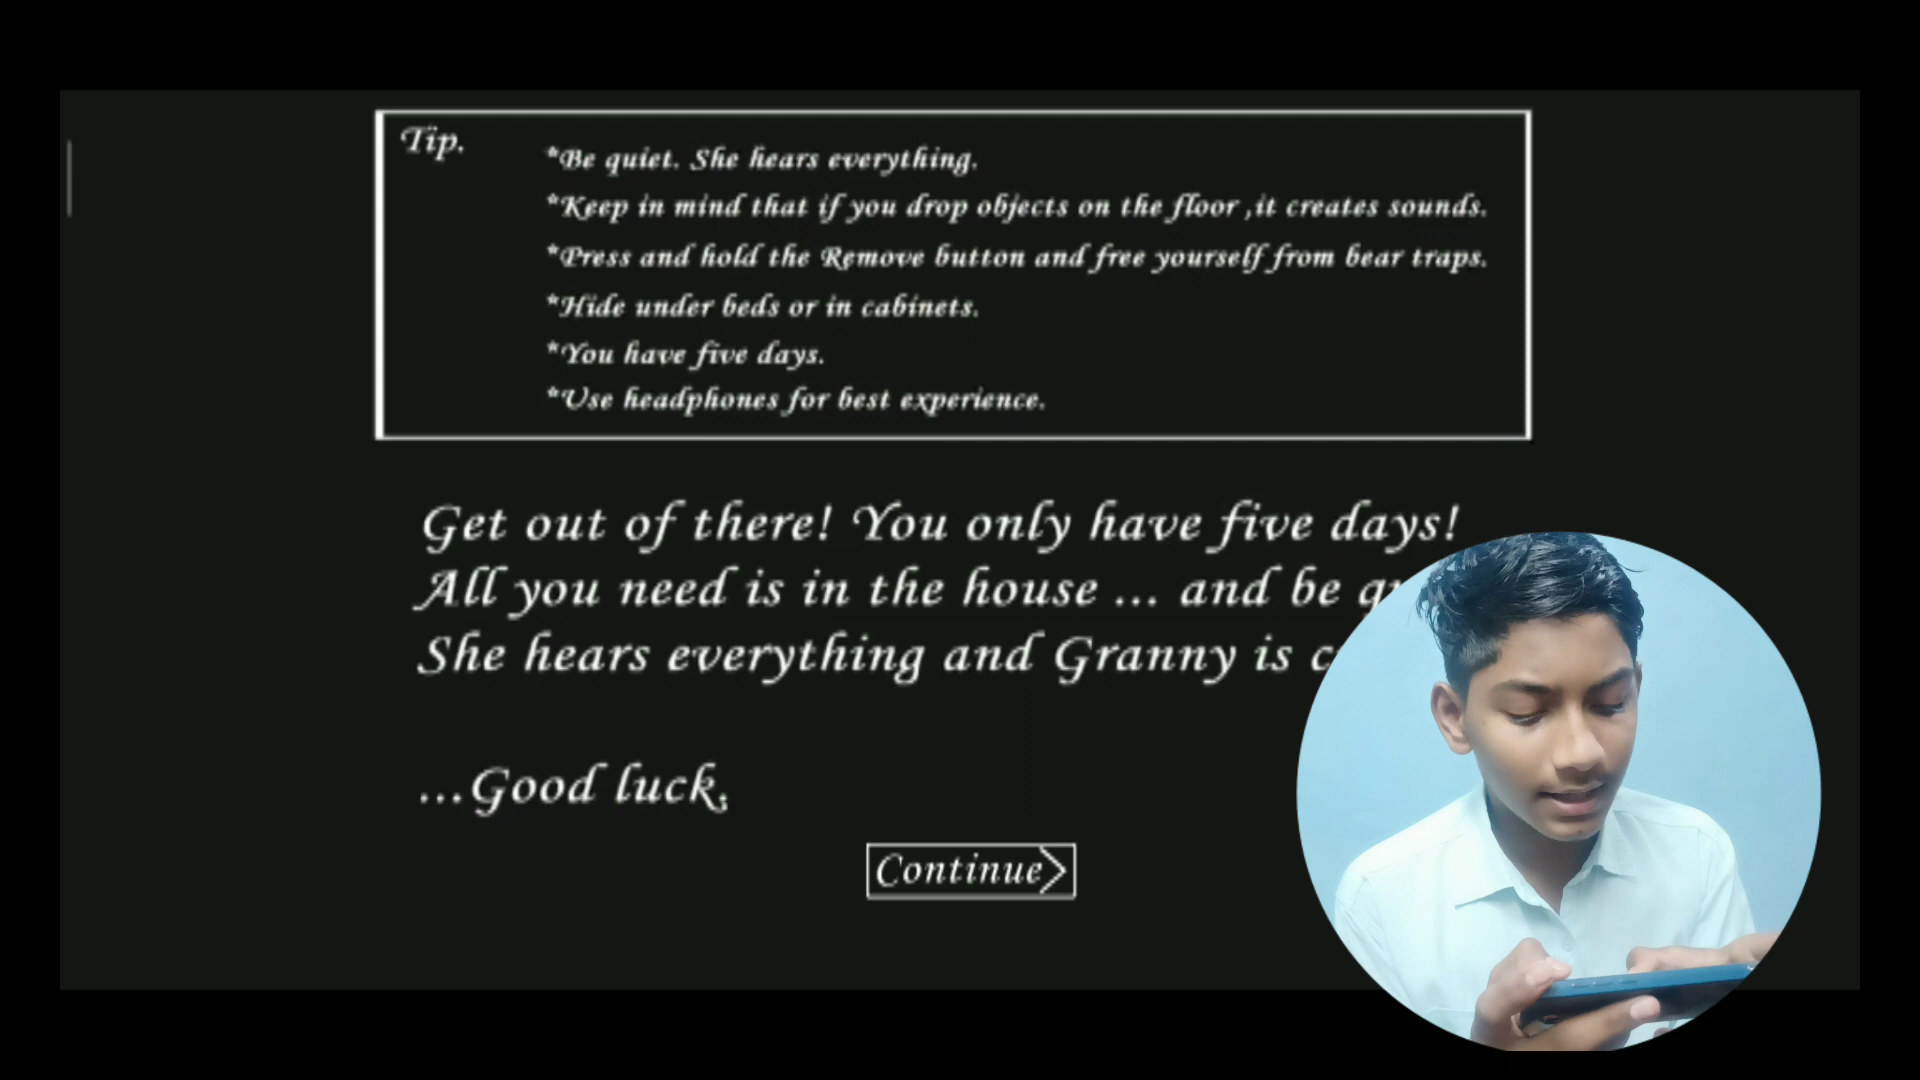 Tip.
*Be quiet. She hears everything.
*Keep in mind that if you drop objects on the floor ,it creates sounds.
*Press and hold the Remove button and free yourself from bear traps.
*Hide under beds or in cabinets.
*You have five days.
*Use headphones for best experience.
Get out of there! You only have five days!
All you need is in the house ... and be
She hears everything and Granny is
...Good luck.
Continue>